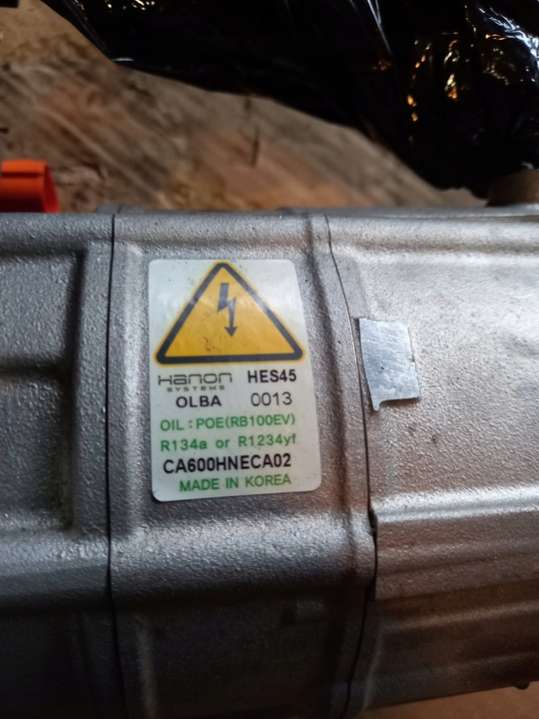 Hanon HES45
SYSTEMS
OLBA 0013
OIL : POE(RB100EV)
R134a or R1234yf
CA600HNECA02
MADE IN KOREA